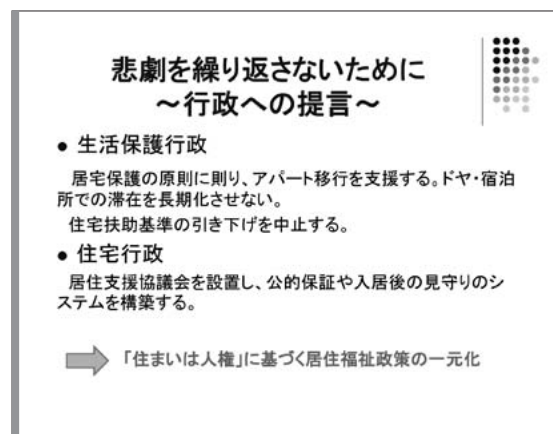 悲劇を繰り返さないために
～行政への提言～
● 生活保護行政
居宅保護の原則に則り、アパート移行を支援する。ドヤ・宿泊
所での滞在を長期化させない。
住宅扶助基準の引き下げを中止する。
● 住宅行政
居住支援協議会を設置し、公的保証や入居後の見守りのシ
ステムを構築する。
「住まいは人権」に基づく居住福祉政策の一元化